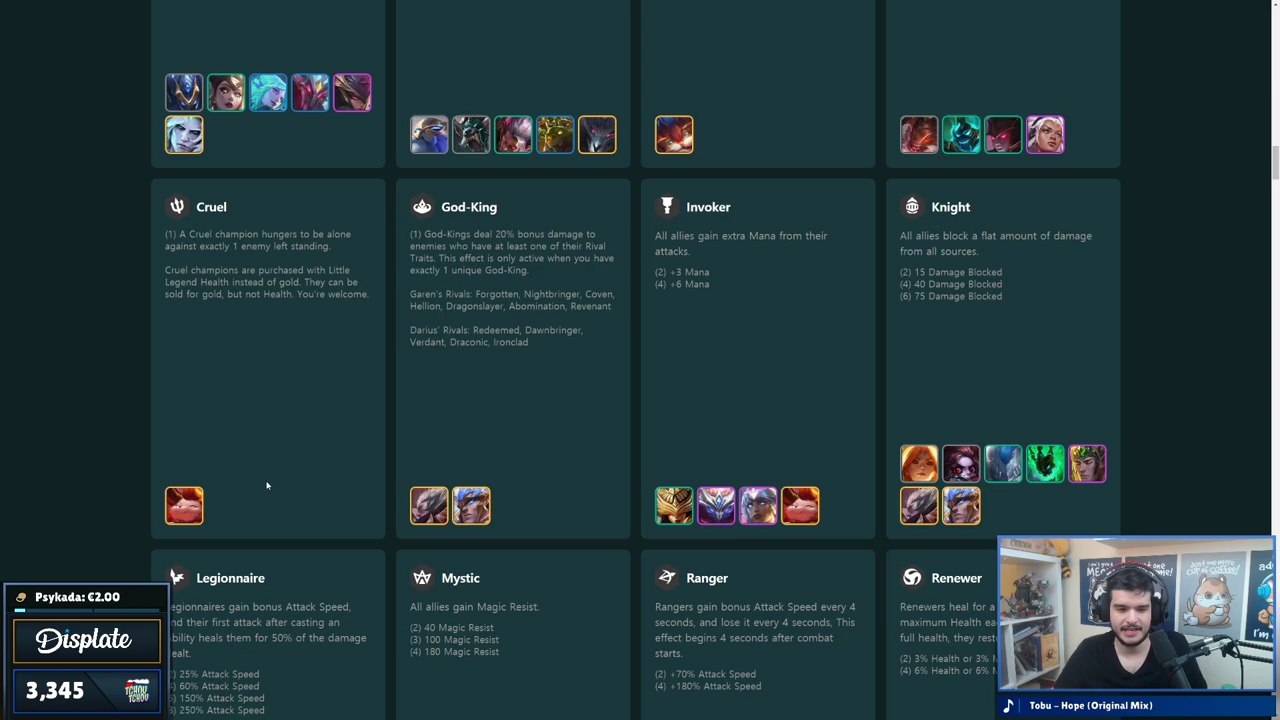 Cruel
(1) A Cruel champion hungers to be alone
against exactly 1 enemy left standing.
Cruel champions are purchased with Little
Legend Health instead of gold. They can be
sold for gold, but not Health. You're welcome.
God-King
(1) God-Kings deal 20% bonus damage to
enemies who have at least one of their Rival
Traits. This effect is only active when you have
exactly 1 unique God-King.
Garen's Rivals: Forgotten, Nightbringer, Coven,
Hellion, Dragonslayer, Abomination, Revenant
Darius' Rivals: Redeemed, Dawnbringer,
Verdant, Draconic, Ironclad
Invoker
All allies gain extra Mana from their
attacks.
(2) +3 Mana
(4) +6 Mana
Knight
All allies block a flat amount of damage
from all sources.
(2) 15 Damage Blocked
(4) 40 Damage Blocked
(6) 75 Damage Blocked
Legionnaire
egionnaires gain bonus Attack Speed,
nd their first attack after casting an
bility heals them for 50% of the damage
ealt.
) 25% Attack Speed
) 60% Attack Speed
) 150% Attack Speed
) 250% Attack Speed
Mystic
All allies gain Magic Resist.
(2) 40 Magic Resist
(3) 100 Magic Resist
(4) 180 Magic Resist
Ranger
Rangers gain bonus Attack Speed every 4
seconds, and lose it every 4 seconds, This
effect begins 4 seconds after combat
starts.
(2) +70% Attack Speed
(4) +180% Attack Speed
Renewer
Renewers heal for a
maximum Health ea
full health, they rest
(2) 3% Health or 3% M
(4) 6% Health or 6% M
Psykada: €2.00
Displate
3,345
TCHOU
TCHOU
Tobu – Hope (Original Mix)